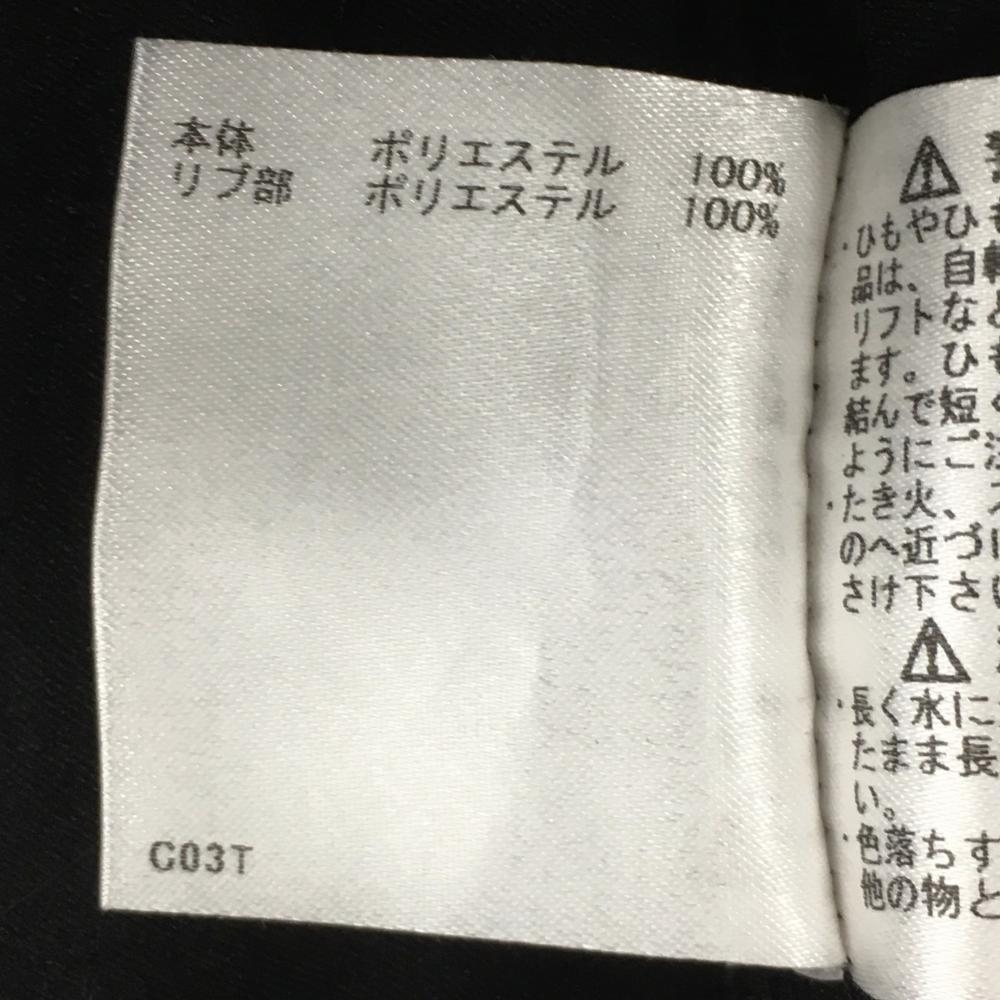 本体 ポリエステル 100%
リブ部 ポリエステル 100%
C03T
・ひもやひも
品は、自転
リフトなど
ます。ひも
結んで短く
ようにご注
・たき火、ス
のへ近づけ
さけ下さい
・長く水に
たまま長
い。
・色落ちす
他の物と